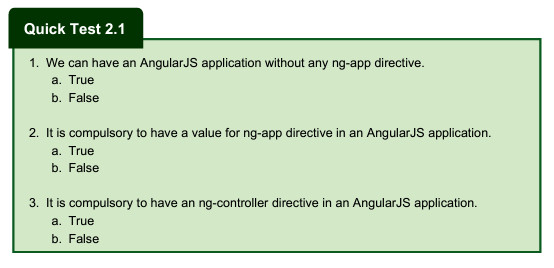 Quick Test 2.1
1. We can have an AngularJS application without any ng-app directive.
a. True
b. False
2. It is compulsory to have a value for ng-app directive in an AngularJS application.
a. True
b. False
3. It is compulsory to have an ng-controller directive in an AngularJS application.
a. True
b. False